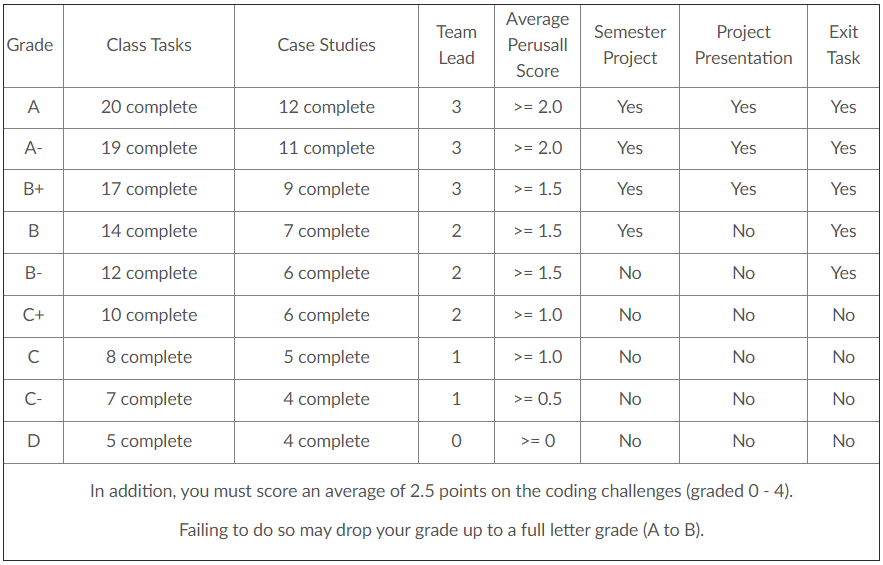 Grade Class Tasks Case Studies Team Lead Average Perusall Score Semester Project Project Presentation Exit Task
A 20 complete 12 complete 3 >= 2.0 Yes Yes Yes
A- 19 complete 11 complete 3 >= 2.0 Yes Yes Yes
B+ 17 complete 9 complete 3 >= 1.5 Yes Yes Yes
B 14 complete 7 complete 2 >= 1.5 Yes No Yes
B- 12 complete 6 complete 2 >= 1.5 No No Yes
C+ 10 complete 6 complete 2 >= 1.0 No No No
C 8 complete 5 complete 1 >= 1.0 No No No
C- 7 complete 4 complete 1 >= 0.5 No No No
D 5 complete 4 complete 0 >= 0 No No No
In addition, you must score an average of 2.5 points on the coding challenges (graded 0 - 4).
Failing to do so may drop your grade up to a full letter grade (A to B).